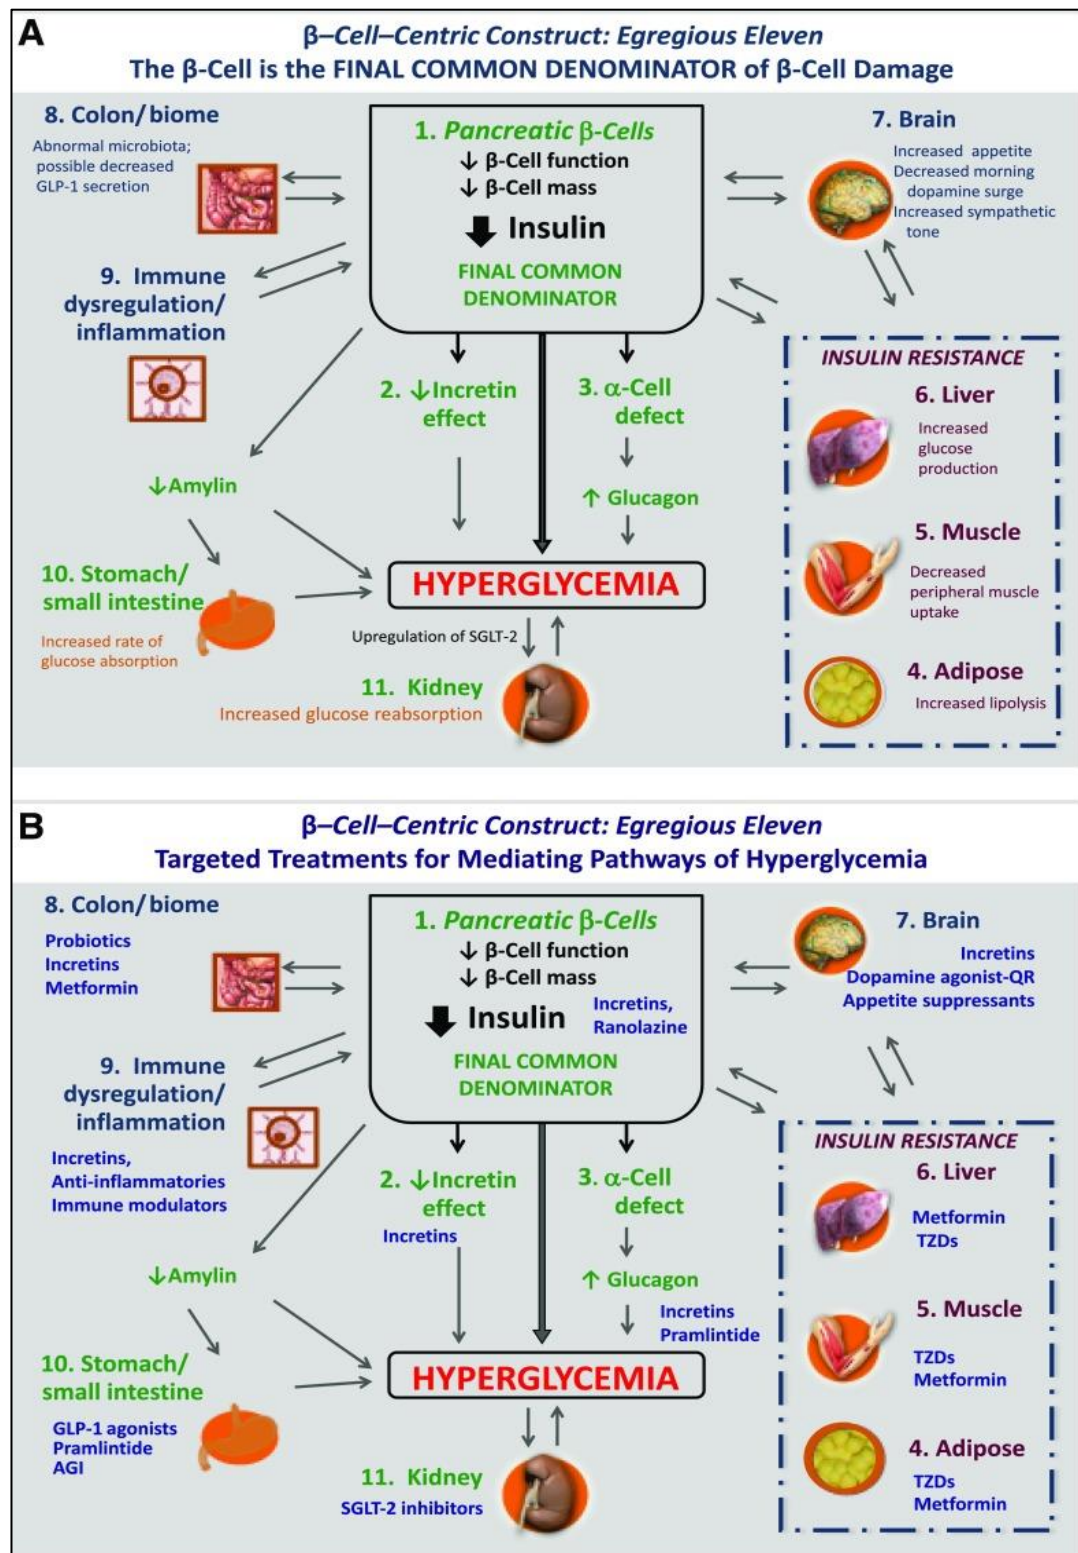 A
β–Cell–Centric Construct: Egregious Eleven
The β-Cell is the FINAL COMMON DENOMINATOR of β-Cell Damage
8. Colon/biome
Abnormal microbiota;
possible decreased
GLP-1 secretion
1. Pancreatic β-Cells
↓ β-Cell function
↓ β-Cell mass
↓ Insulin
FINAL COMMON
DENOMINATOR
7. Brain
Increased appetite
Decreased morning
dopamine surge
Increased sympathetic
tone
9. Immune
dysregulation/
inflammation
INSULIN RESISTANCE
6. Liver
Increased
glucose
production
5. Muscle
Decreased
peripheral muscle
uptake
4. Adipose
Increased lipolysis
2. ↓Incretin
effect
3. α-Cell
defect
↑ Glucagon
↓Amylin
10. Stomach/
small intestine
Increased rate of
glucose absorption
HYPERGLYCEMIA
Upregulation of SGLT-2
11. Kidney
Increased glucose reabsorption
B
β–Cell–Centric Construct: Egregious Eleven
Targeted Treatments for Mediating Pathways of Hyperglycemia
8. Colon/biome
Probiotics
Incretins
Metformin
1. Pancreatic β-Cells
↓ β-Cell function
↓ β-Cell mass
↓ Insulin
Incretins,
Ranolazine
FINAL COMMON
DENOMINATOR
7. Brain
Incretins
Dopamine agonist-QR
Appetite suppressants
9. Immune
dysregulation/
inflammation
Incretins,
Anti-inflammatories
Immune modulators
INSULIN RESISTANCE
6. Liver
Metformin
TZDs
5. Muscle
TZDs
Metformin
4. Adipose
TZDs
Metformin
2. ↓Incretin
effect
Incretins
3. α-Cell
defect
↑ Glucagon
Incretins
Pramlintide
↓Amylin
10. Stomach/
small intestine
GLP-1 agonists
Pramlintide
AGI
HYPERGLYCEMIA
11. Kidney
SGLT-2 inhibitors